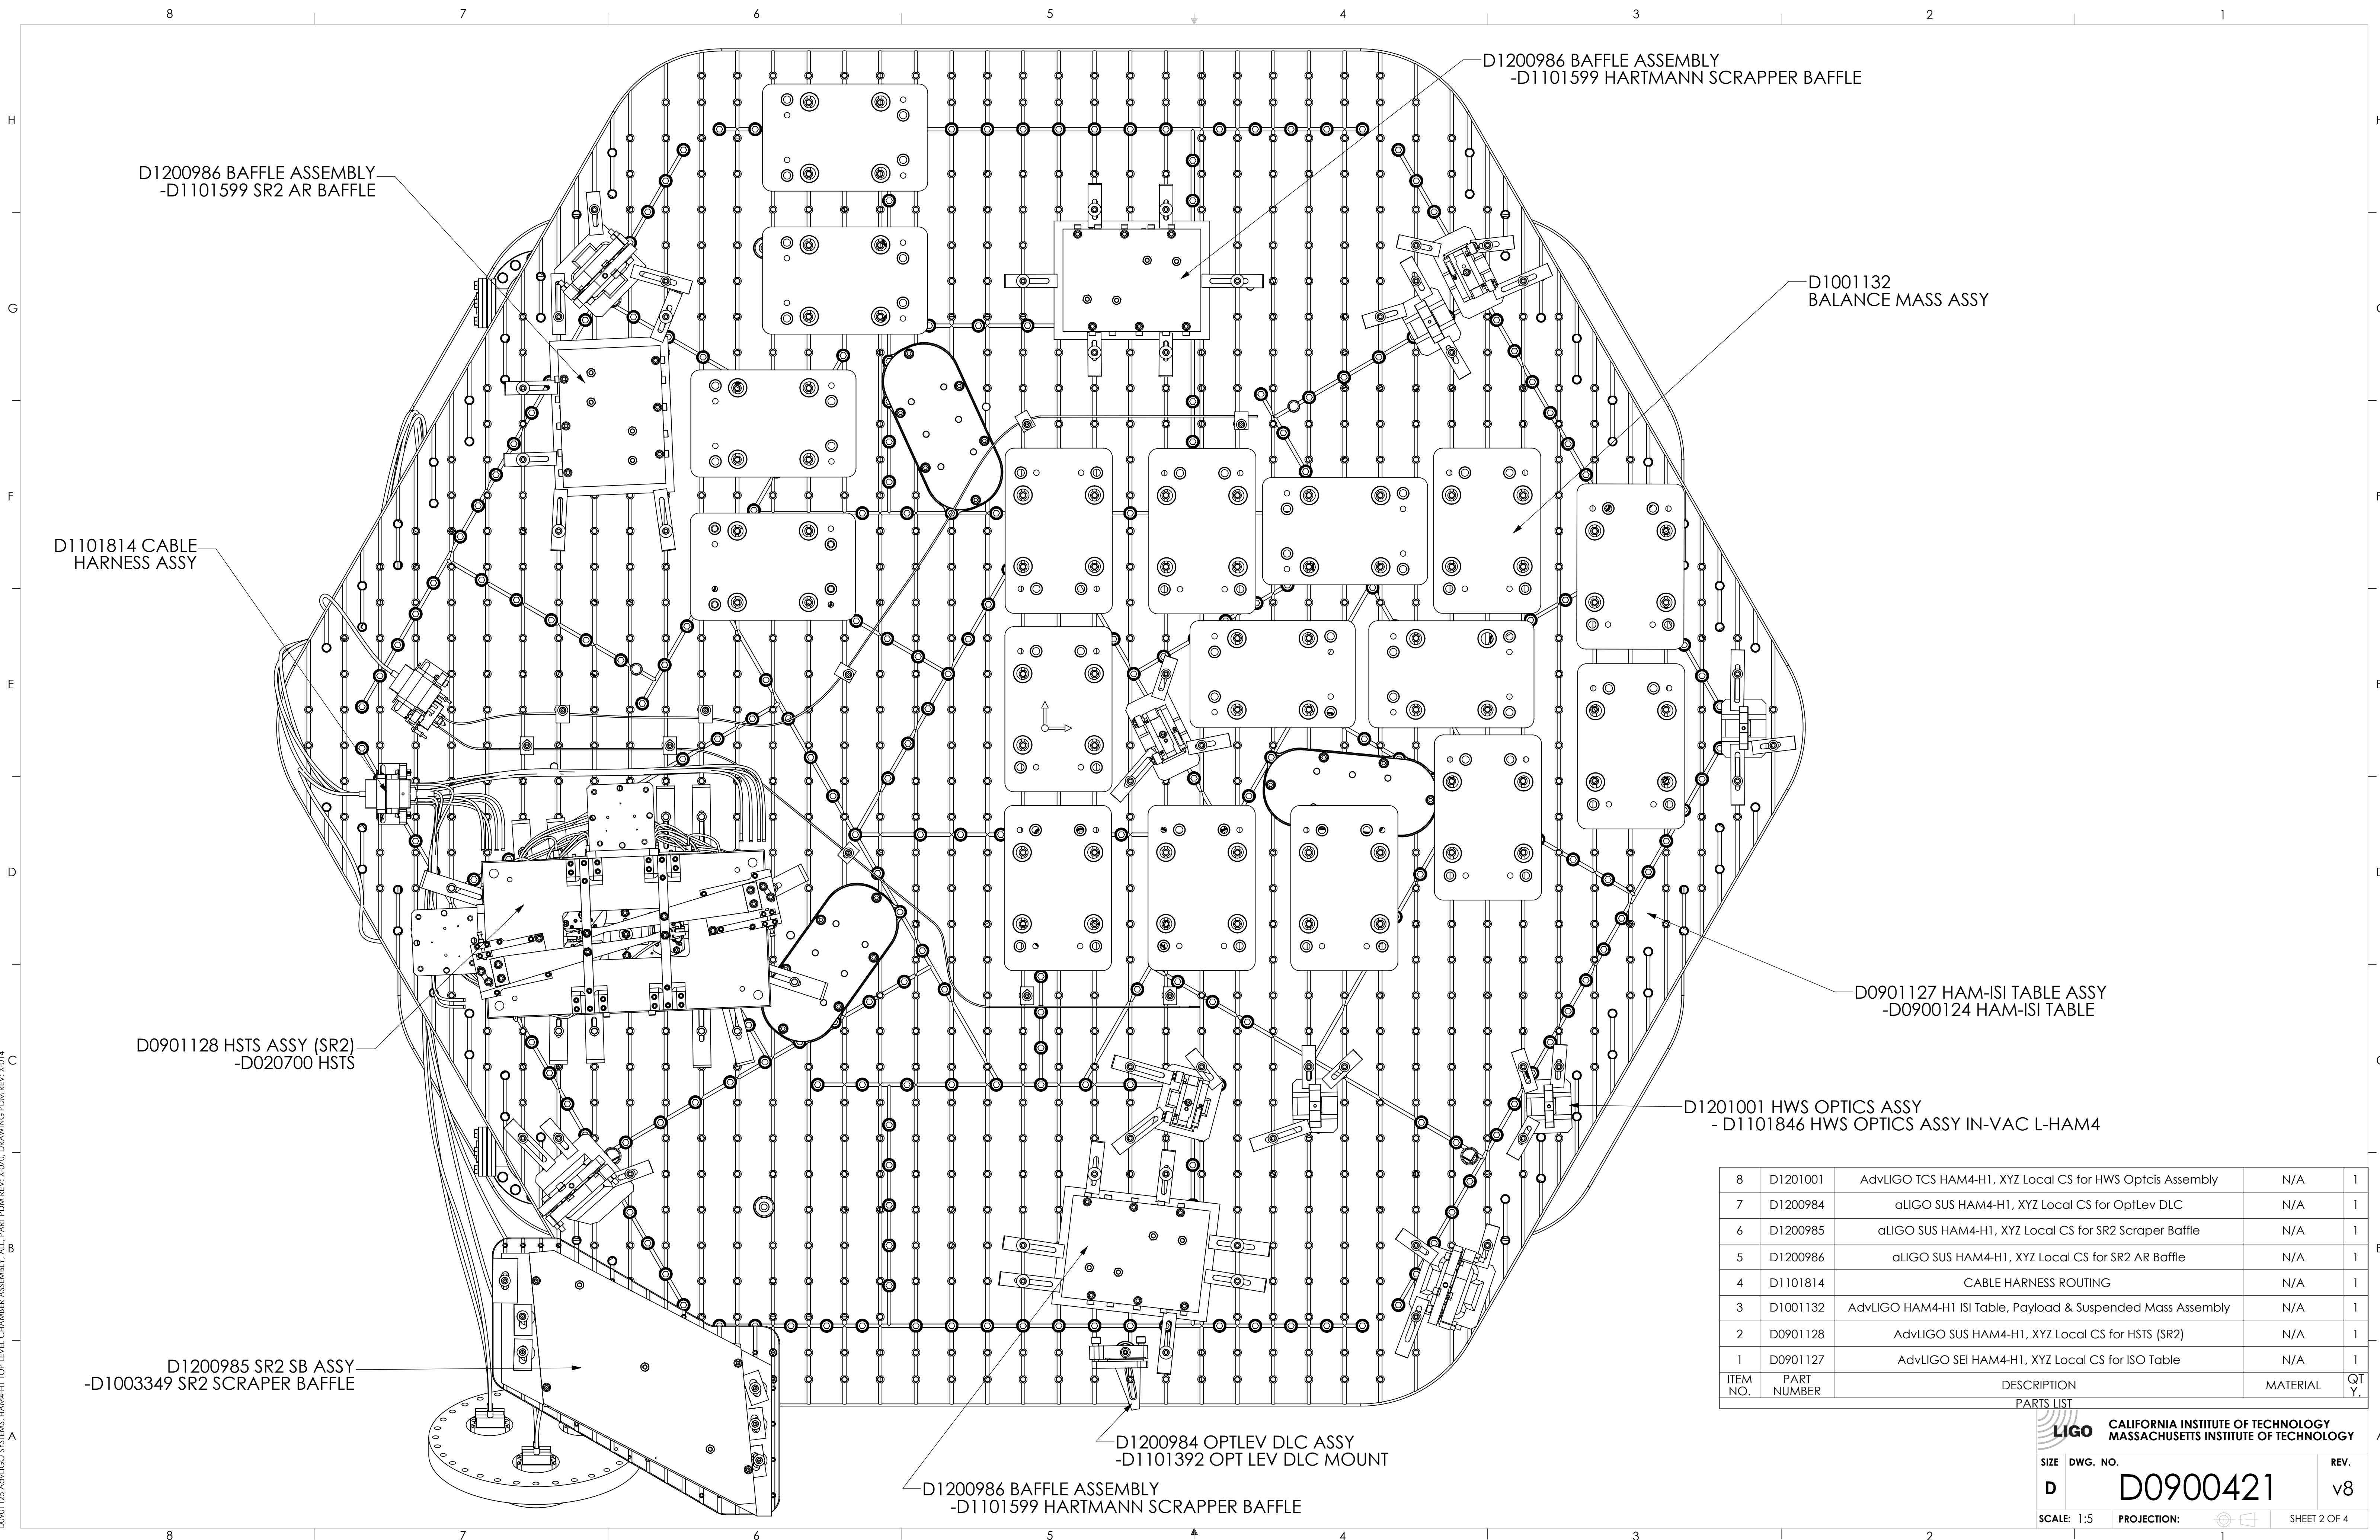 8 7 6 5 4 3 2 1
D1200986 BAFFLE ASSEMBLY
-D1101599 HARTMANN SCRAPPER BAFFLE
H
D1200986 BAFFLE ASSEMBLY
-D1101599 SR2 AR BAFFLE
D1001132
BALANCE MASS ASSY
G
F
D1101814 CABLE
HARNESS ASSY
E
D
D0901127 HAM-ISI TABLE ASSY
-D0900124 HAM-ISI TABLE
D0901128 HSTS ASSY (SR2)
-D020700 HSTS
C
D1201001 HWS OPTICS ASSY
- D1101846 HWS OPTICS ASSY IN-VAC L-HAM4
8 D1201001 AdvLIGO TCS HAM4-H1, XYZ Local CS for HWS Optcis Assembly N/A 1
7 D1200984 aLIGO SUS HAM4-H1, XYZ Local CS for OptLev DLC N/A 1
6 D1200985 aLIGO SUS HAM4-H1, XYZ Local CS for SR2 Scraper Baffle N/A 1
B
5 D1200986 aLIGO SUS HAM4-H1, XYZ Local CS for SR2 AR Baffle N/A 1
4 D1101814 CABLE HARNESS ROUTING N/A 1
3 D1001132 AdvLIGO HAM4-H1 ISI Table, Payload & Suspended Mass Assembly N/A 1
2 D0901128 AdvLIGO SUS HAM4-H1, XYZ Local CS for HSTS (SR2) N/A 1
1 D0901127 AdvLIGO SEI HAM4-H1, XYZ Local CS for ISO Table N/A 1
ITEM NO. PART NUMBER DESCRIPTION MATERIAL QT Y.
PARTS LIST
D1200985 SR2 SB ASSY
-D1003349 SR2 SCRAPER BAFFLE
A
D1200984 OPTLEV DLC ASSY
-D1101392 OPT LEV DLC MOUNT
D1200986 BAFFLE ASSEMBLY
-D1101599 HARTMANN SCRAPPER BAFFLE
LIGO
CALIFORNIA INSTITUTE OF TECHNOLOGY
MASSACHUSETTS INSTITUTE OF TECHNOLOGY
SIZE DWG. NO. REV.
D D0900421 v8
SCALE: 1:5 PROJECTION: SHEET 2 OF 4
8 7 6 5 4 3 2 1